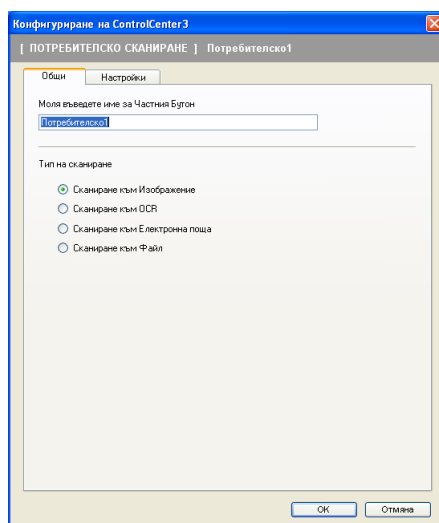 Конфигуриране на ControlCenter3
[ ПОТРЕБИТЕЛСКО СКАНИРАНЕ ] Потребителско1
Общи Настройки
Моля въведете име за Частния Бутон
Потребителско1
Тип на сканиране
Сканиране към Изображение
Сканиране към OCR
Сканиране към Електронна поща
Сканиране към Файл
OK Отмяна